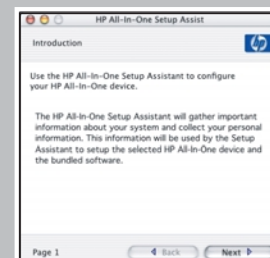 HP All-In-One Setup Assist
Introduction
hp
Use the HP All-In-One Setup Assistant to configure
your HP All-In-One device.
The HP All-In-One Setup Assistant will gather important
information about your system and collect your personal
information. This information will be used by the Setup
Assistant to setup the selected HP All-In-One device and
the bundled software.
Page 1
Back
Next